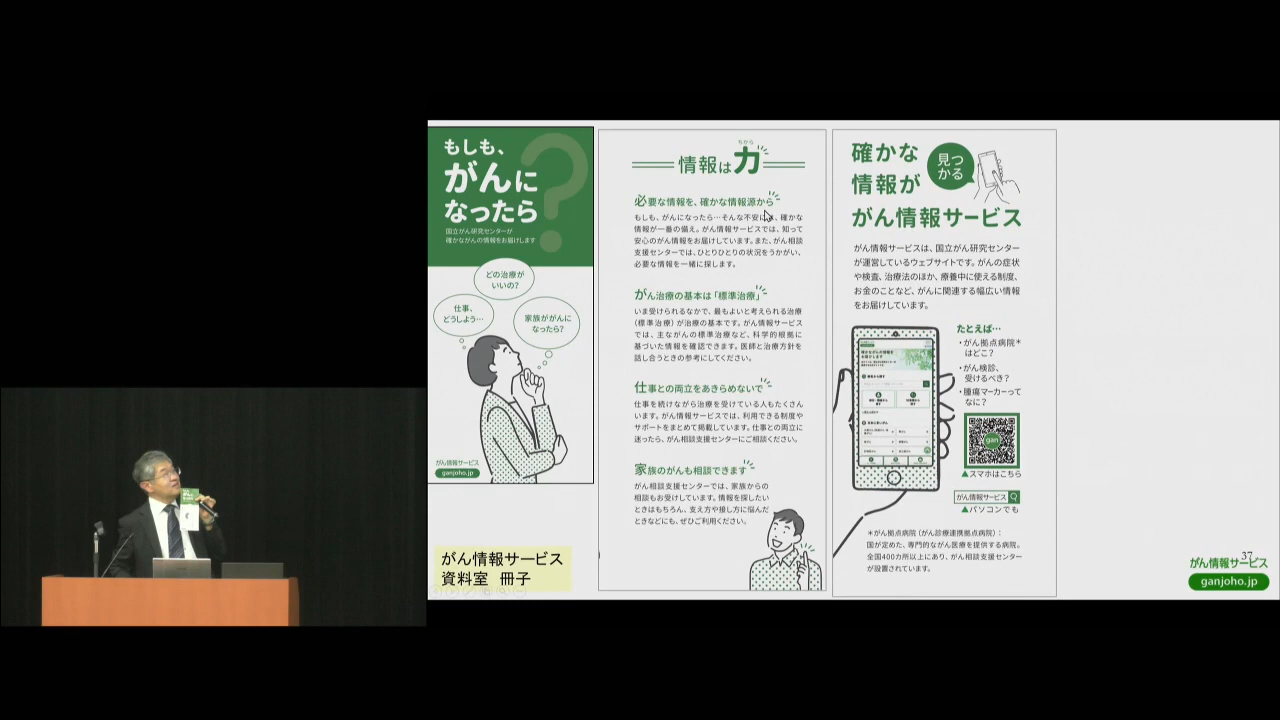 もしも、
がんに
なったら
国立がん研究センターが
確かながんの情報をお届けします
どの治療が
いいの?
仕事、
どうしよう…
家族ががんに
なったら?
がん情報サービス
ganjoho.jp
がん情報サービス
資料室 冊子
ちから
情報は力
必要な情報を、確かな情報源から
もしも、がんになったら…そんな不安には、確かな
情報が一番の備え。がん情報サービスでは、知って
安心のがん情報をお届けしています。また、がん相談
支援センターでは、ひとりひとりの状況をうかがい、
必要な情報を一緒に探します。
がん治療の基本は「標準治療」
いま受けられるなかで、最もよいと考えられる治療
(標準治療)が治療の基本です。がん情報サービス
では、主ながんの標準治療など、科学的根拠に
基づいた情報を確認できます。医師と治療方針を
話し合うときの参考にしてください。
仕事との両立をあきらめないで
仕事を続けながら治療を受けている人もたくさん
います。がん情報サービスでは、利用できる制度や
サポートをまとめて掲載しています。仕事との両立に
迷ったら、がん相談支援センターにご相談ください。
家族のがんも相談できます
がん相談支援センターでは、家族からの
相談もお受けしています。情報を探したい
ときはもちろん、支え方や接し方に悩んだ
ときなどにも、ぜひご利用ください。
確かな
情報が
がん情報サービス
見つ
かる
がん情報サービスは、国立がん研究センター
が運営しているウェブサイトです。がんの症状
や検査、治療法のほか、療養中に使える制度、
お金のことなど、がんに関連する幅広い情報
をお届けしています。
たとえば…
・がん拠点病院*
はどこ?
・がん検診、
受けるべき?
・腫瘍マーカーって
なに?
gan
▲スマホはこちら
がん情報サービス
▲パソコンでも
*がん拠点病院(がん診療連携拠点病院):
国が定めた、専門的ながん医療を提供する病院。
全国400カ所以上にあり、がん相談支援センター
が設置されています。
37
がん情報サービス
ganjoho.jp